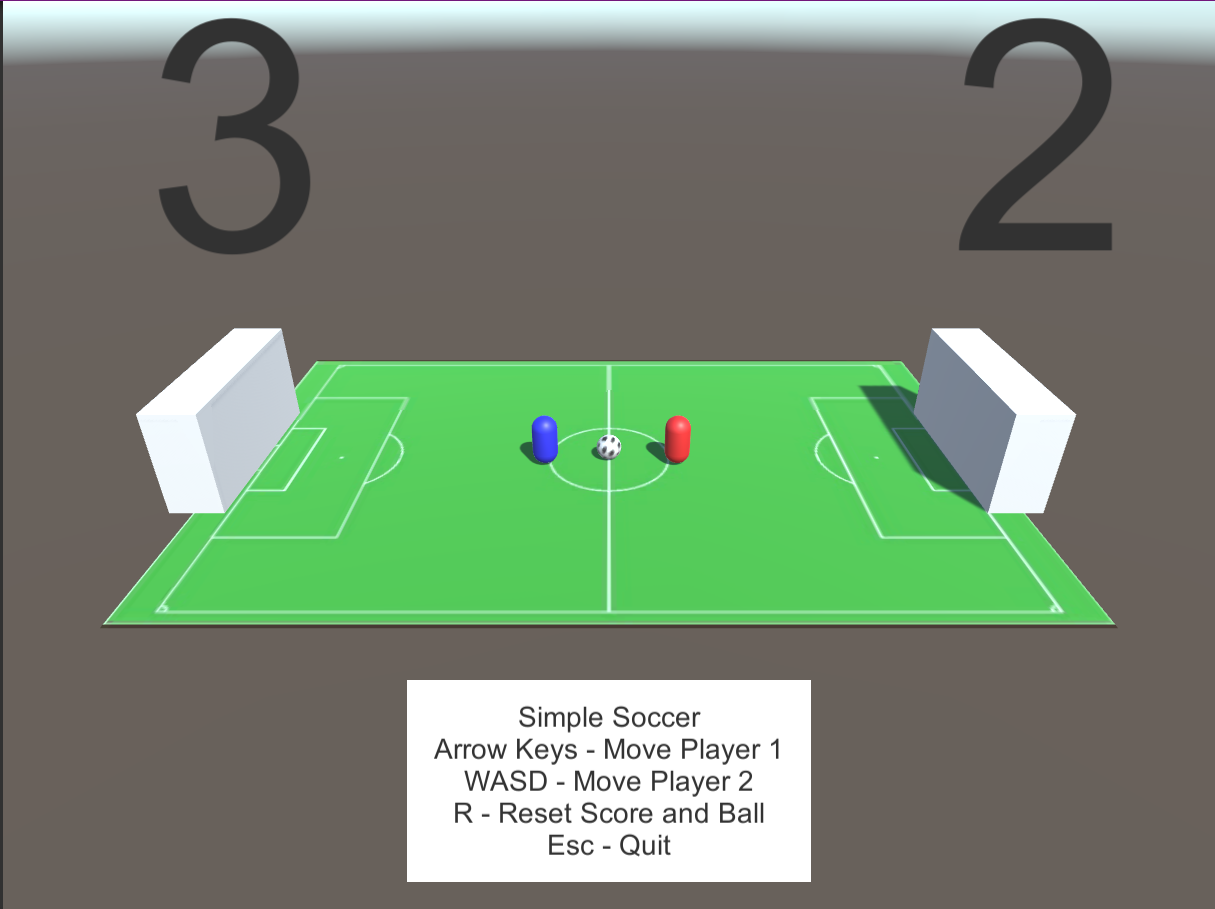 3
2
Simple Soccer
Arrow Keys - Move Player 1
WASD - Move Player 2
R - Reset Score and Ball
Esc - Quit